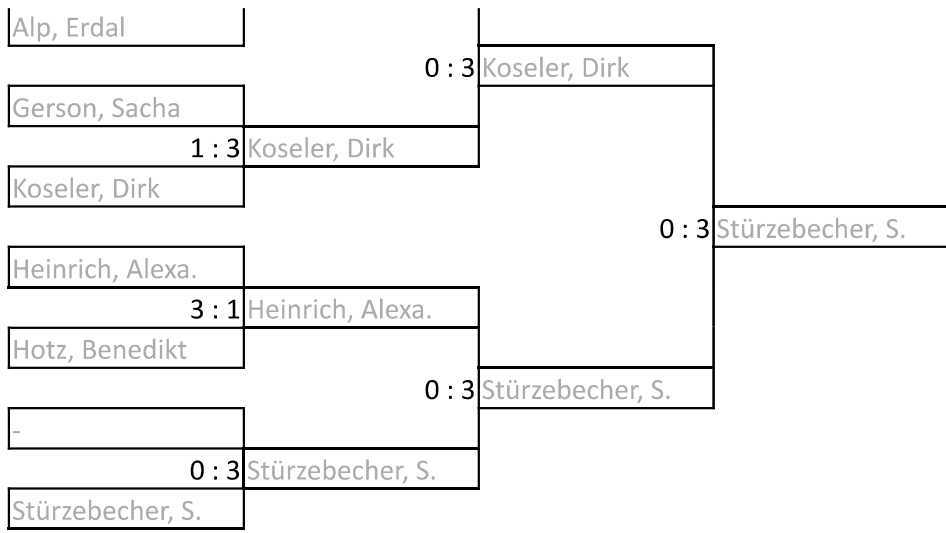 Alp, Erdal
0 : 3 Koseler, Dirk
Gerson, Sacha
1 : 3 Koseler, Dirk
Koseler, Dirk
0 : 3 Stürzebecher, S.
Heinrich, Alexa.
3 : 1 Heinrich, Alexa.
Hotz, Benedikt
0 : 3 Stürzebecher, S.
-
0 : 3 Stürzebecher, S.
Stürzebecher, S.